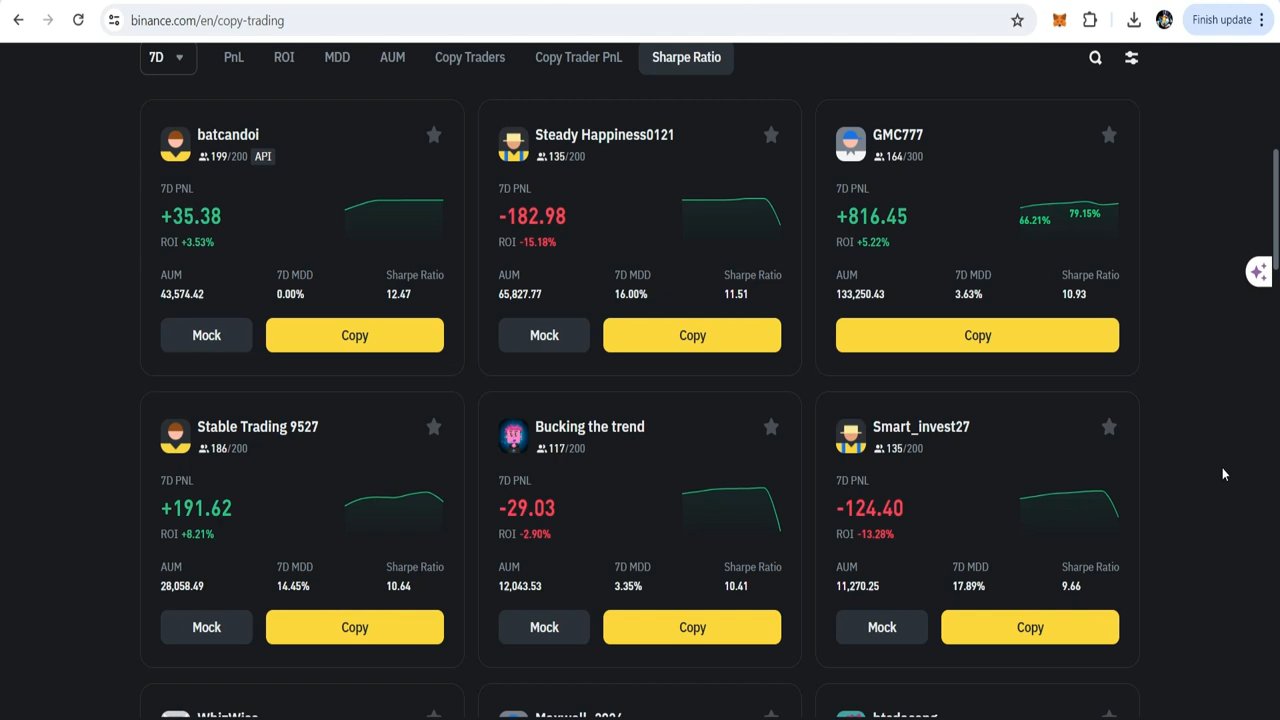 binance.com/en/copy-trading
Finish update
7D PnL ROI MDD AUM Copy Traders Copy Trader PnL Sharpe Ratio
batcandoi
199/200 API
7D PNL
+35.38
ROI +3.53%
AUM 7D MDD Sharpe Ratio
43,574.42 0.00% 12.47
Mock Copy
Steady Happiness0121
135/200
7D PNL
-182.98
ROI -15.18%
AUM 7D MDD Sharpe Ratio
65,827.77 16.00% 11.51
Mock Copy
GMC777
164/300
7D PNL
+816.45
66.21% 79.15%
ROI +5.22%
AUM 7D MDD Sharpe Ratio
133,250.43 3.63% 10.93
Copy
Stable Trading 9527
186/200
7D PNL
+191.62
ROI +8.21%
AUM 7D MDD Sharpe Ratio
28,058.49 14.45% 10.64
Mock Copy
Bucking the trend
117/200
7D PNL
-29.03
ROI -2.90%
AUM 7D MDD Sharpe Ratio
12,043.53 3.35% 10.41
Mock Copy
Smart_invest27
135/200
7D PNL
-124.40
ROI -13.28%
AUM 7D MDD Sharpe Ratio
11,270.25 17.89% 9.66
Mock Copy